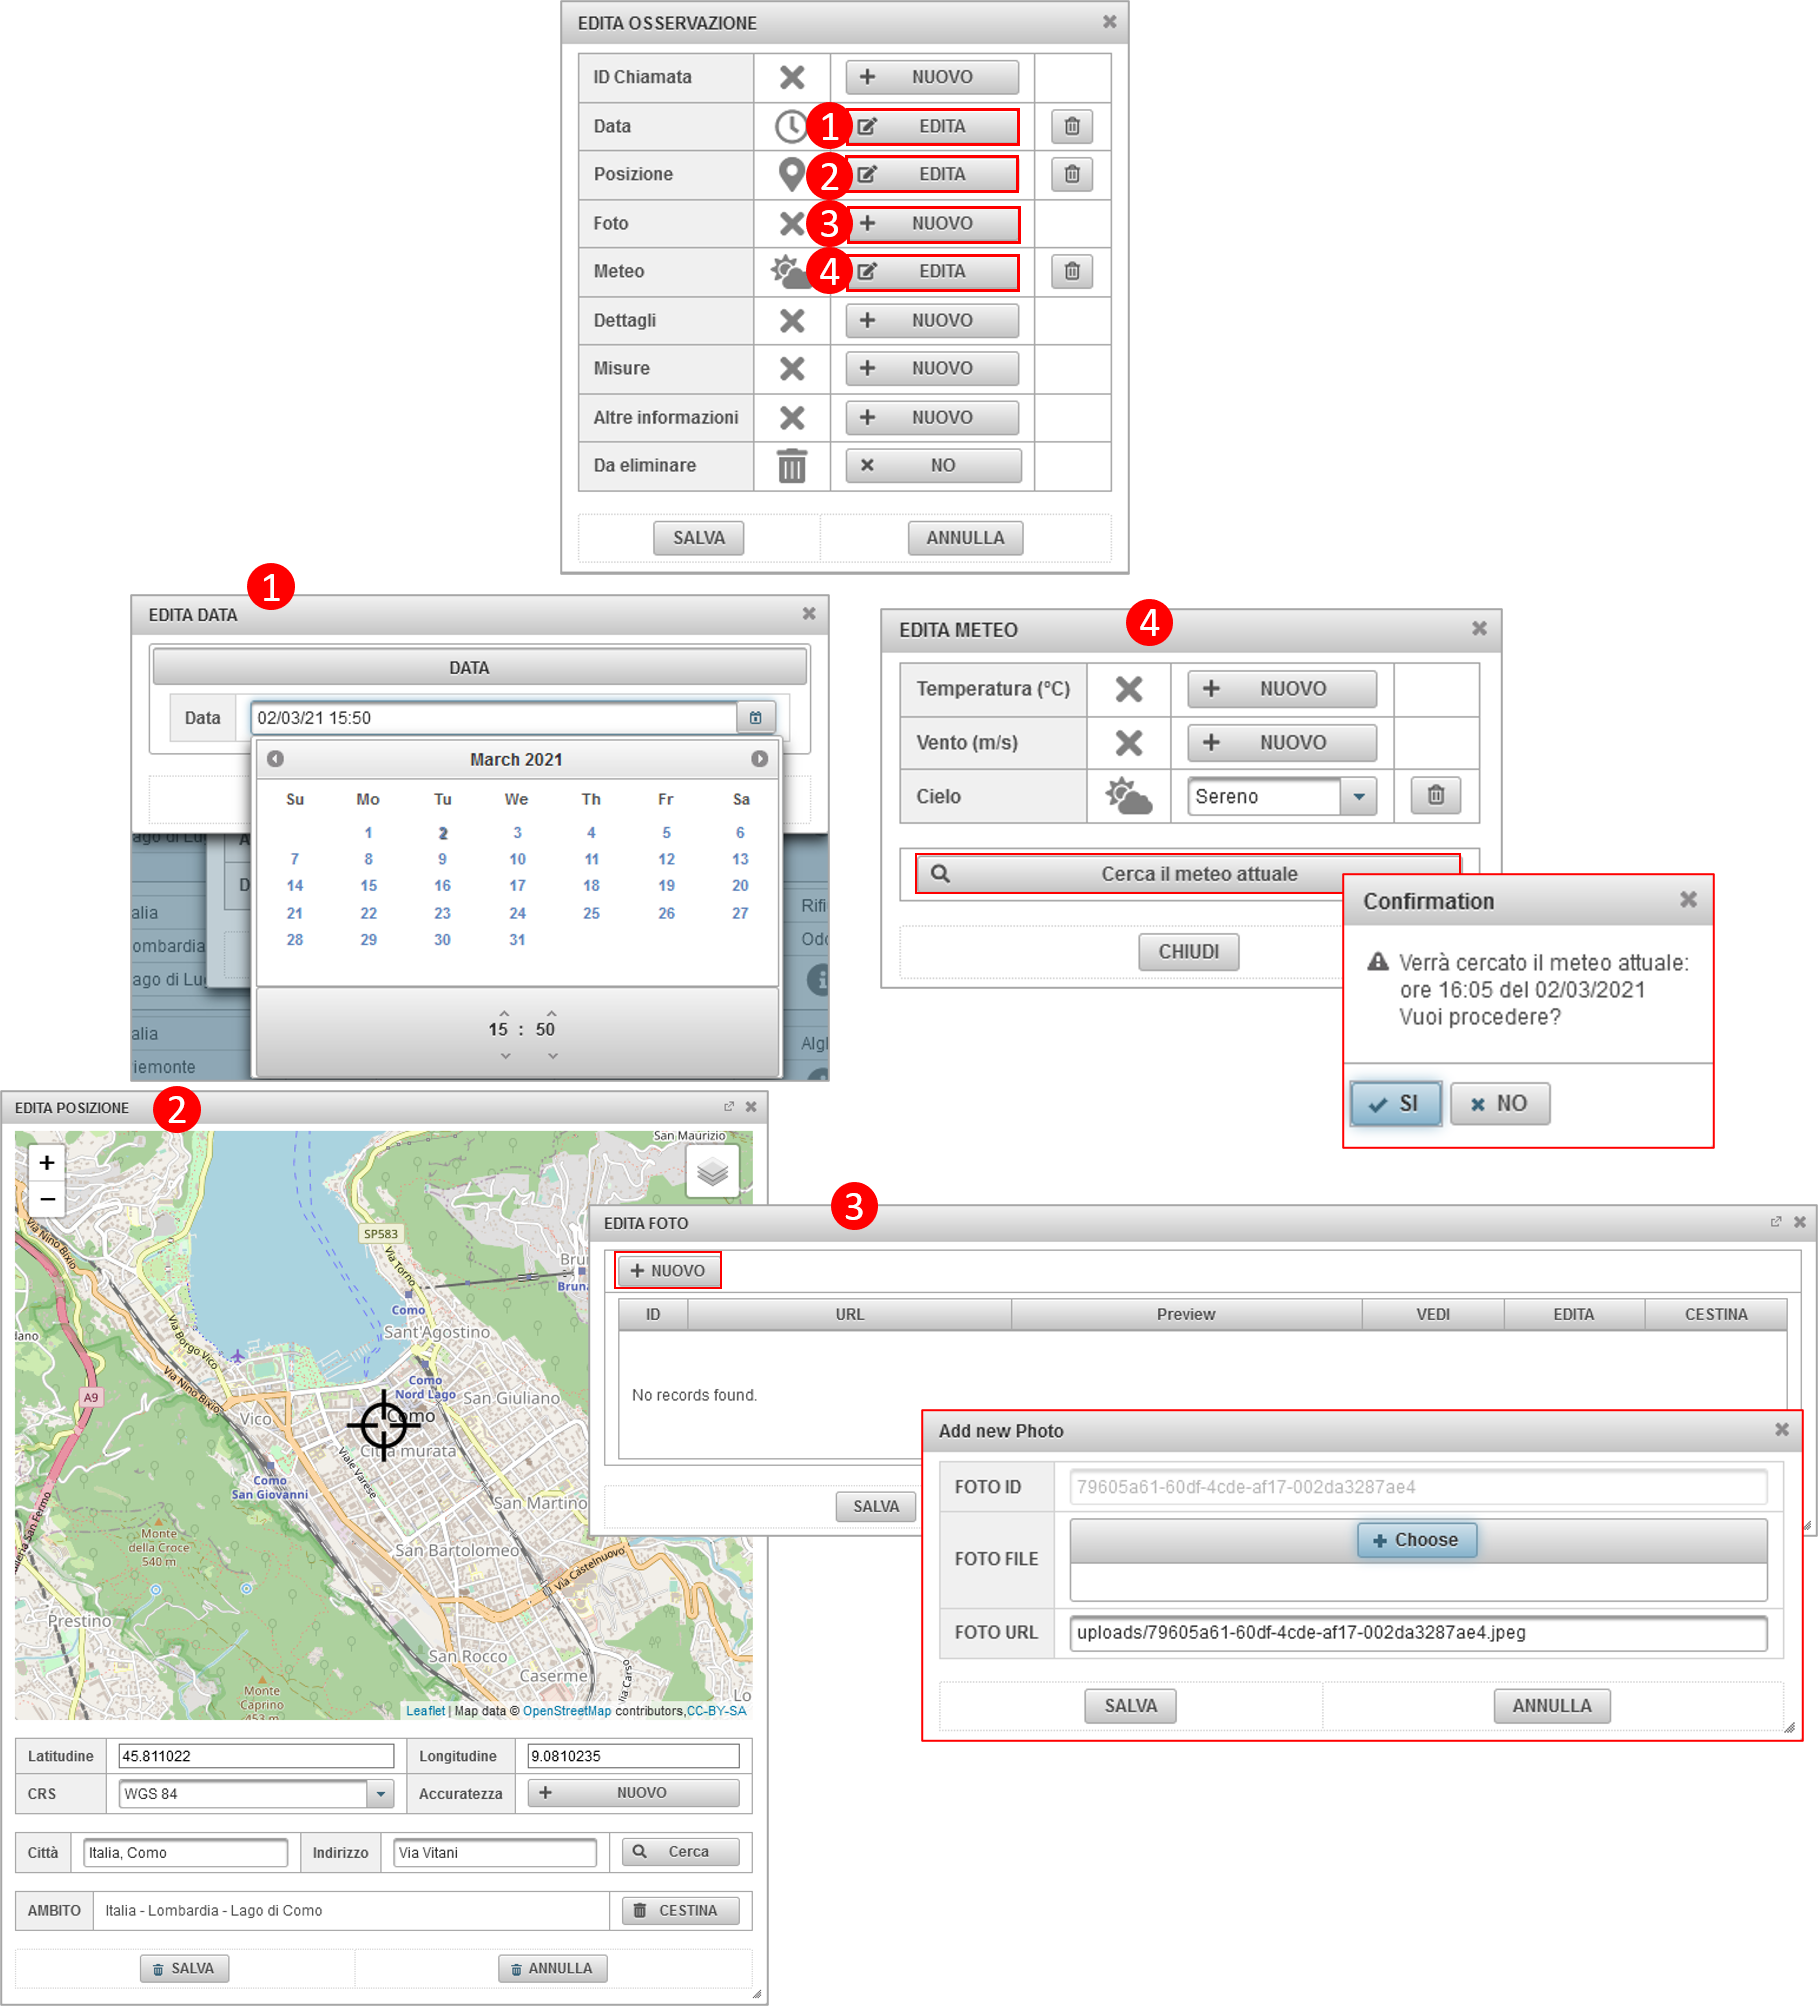 EDITA OSSERVAZIONE
ID Chiamata NUOVO
Data 1 EDITA
Posizione 2 EDITA
Foto 3 NUOVO
Meteo 4 EDITA
Dettagli NUOVO
Misure NUOVO
Altre informazioni NUOVO
Da eliminare NO
SALVA ANNULLA
1
EDITA DATA
DATA
Data 02/03/21 15:50
March 2021
Su Mo Tu We Th Fr Sa
1 2 3 4 5 6
7 8 9 10 11 12 13
14 15 16 17 18 19 20
21 22 23 24 25 26 27
28 29 30 31
15 : 50
ago di Lu
alia
ombardia
ago di Lu
alia
iemonte
Rifi
Odo
Algh
4
EDITA METEO
Temperatura (°C) NUOVO
Vento (m/s) NUOVO
Cielo Sereno
Cerca il meteo attuale
CHIUDI
Confirmation
Verrà cercato il meteo attuale:
ore 16:05 del 02/03/2021
Vuoi procedere?
SI NO
EDITA POSIZIONE 2
+
−
San Maurizio
SP583
Via Torno
Via Nino Bixio
Brun
Bruna
Como
Sant'Agostino
Via Borgo Vico
Via Nino Bixio
A9
Como
Nord Lago
San Giuliano
Vico
Como
Città murata
Viale Varese
Como
San Giovanni
San Martino
Monte
della Croce
540 m
San Bartolomeo
Via Castelnuovo
Prestino
San Rocco
Caserme
Via Carso
Monte
Caprino
453 m
Lo
Leaflet | Map data © OpenStreetMap contributors,CC-BY-SA
Latitudine 45.811022 Longitudine 9.0810235
CRS WGS 84 Accuratezza NUOVO
Città Italia, Como Indirizzo Via Vitani Cerca
AMBITO Italia - Lombardia - Lago di Como CESTINA
SALVA ANNULLA
3
EDITA FOTO
NUOVO
ID URL Preview VEDI EDITA CESTINA
No records found.
SALVA
Add new Photo
FOTO ID 79605a61-60df-4cde-af17-002da3287ae4
FOTO FILE Choose
FOTO URL uploads/79605a61-60df-4cde-af17-002da3287ae4.jpeg
SALVA ANNULLA